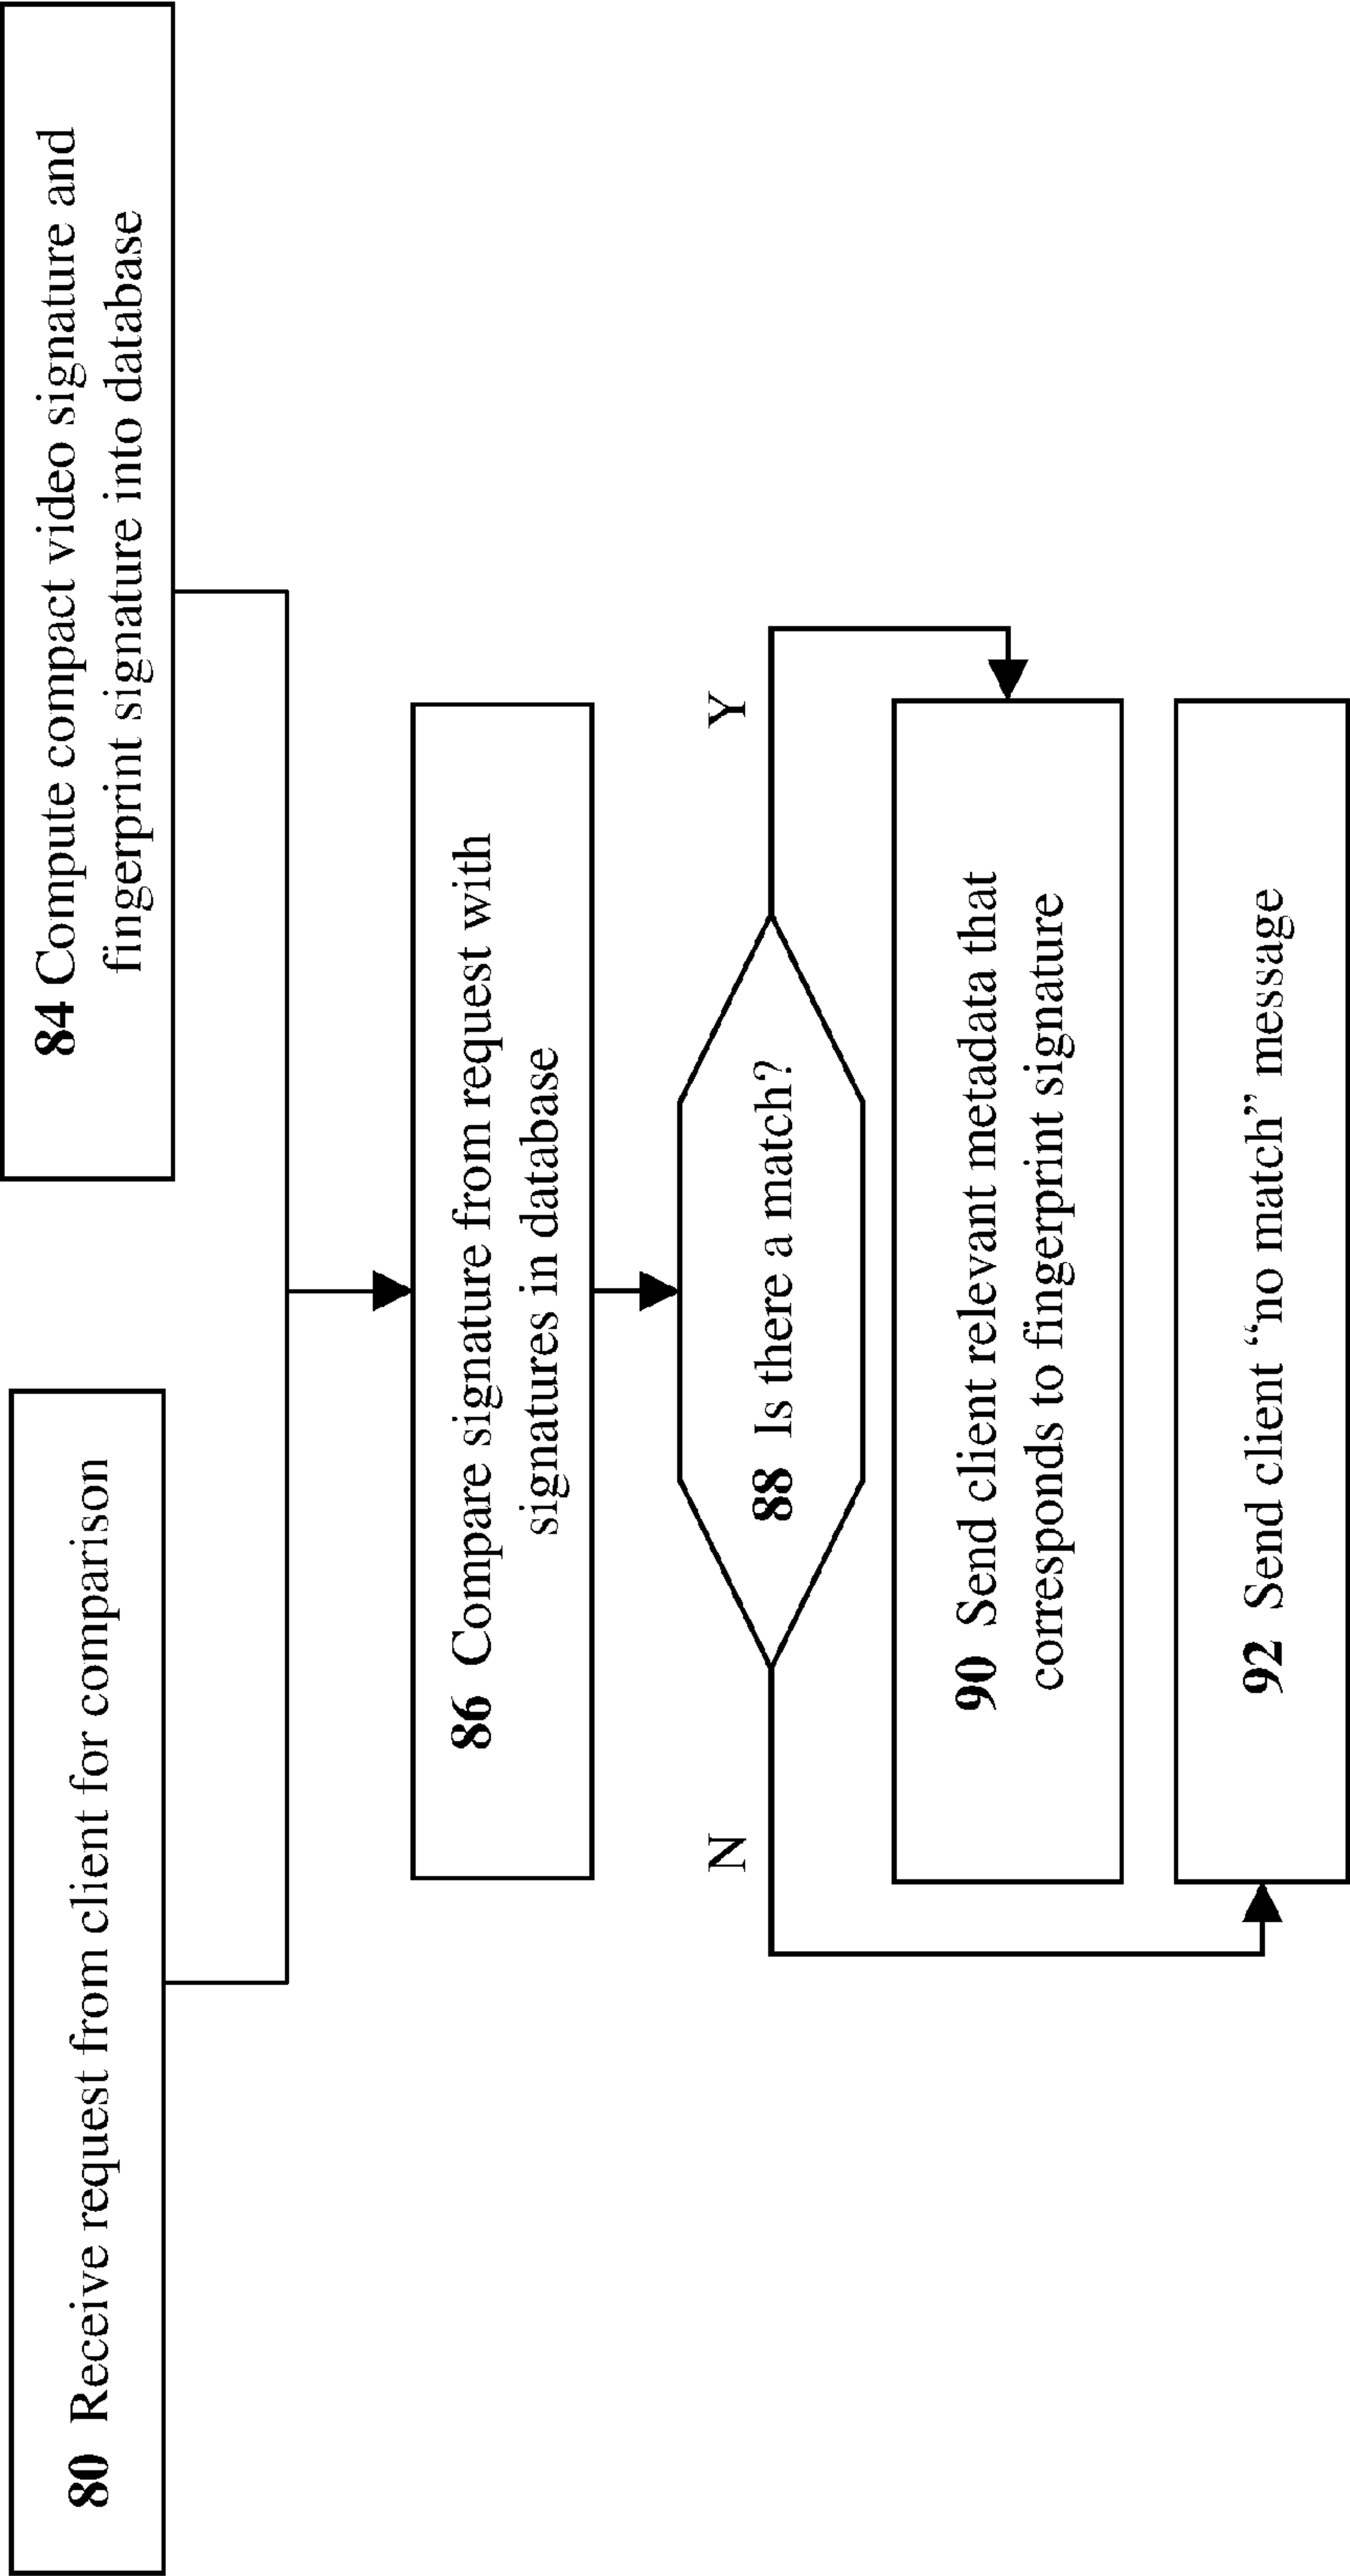 80 Receive request from client for comparison
84 Compute compact video signature and
fingerprint signature into database
86 Compare signature from request with
signatures in database
88 Is there a match?
N
Y
90 Send client relevant metadata that
corresponds to fingerprint signature
92 Send client “no match” message